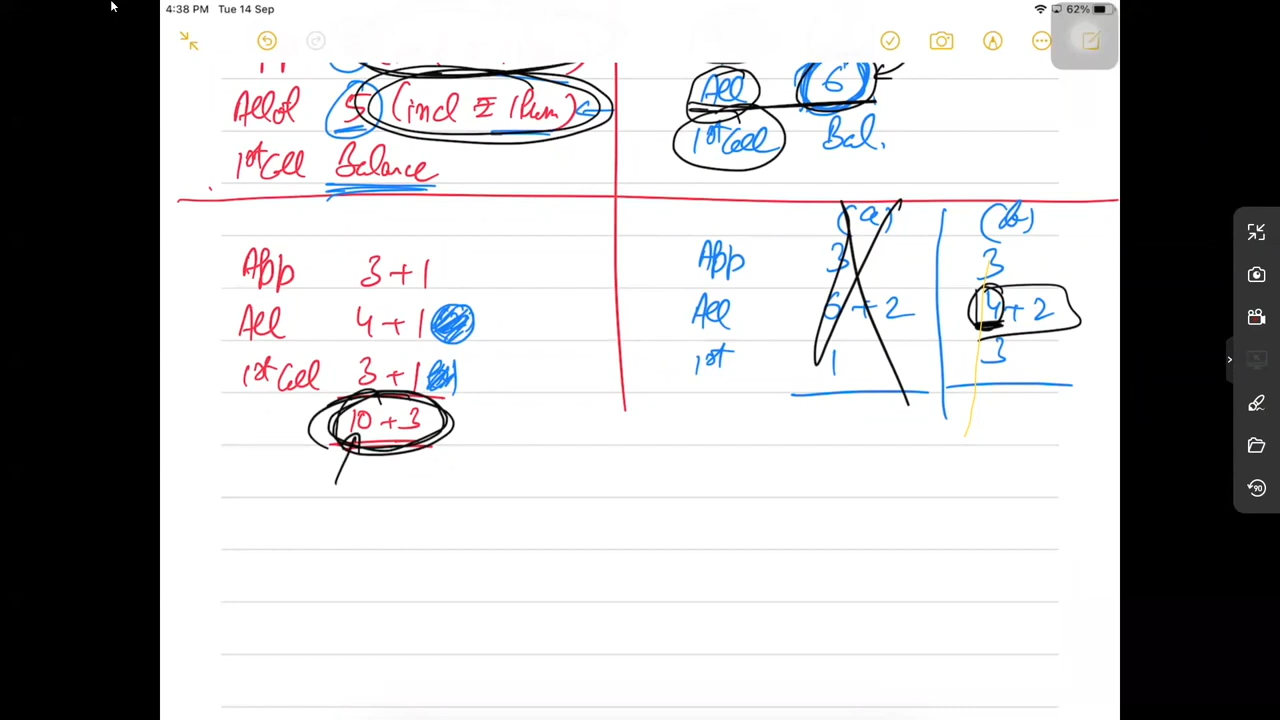 4:38 PM Tue 14 Sep
62%
Allot 5 (incl ₹ 1 Prem)
1st Call Balance
All 6
1st Call Bal.
App 3 + 1
All 4 + 1
1st Call 3 + 1
10 + 3
(a) (b)
App 3 3
All 6 + 2 4 + 2
1st 1 3
90